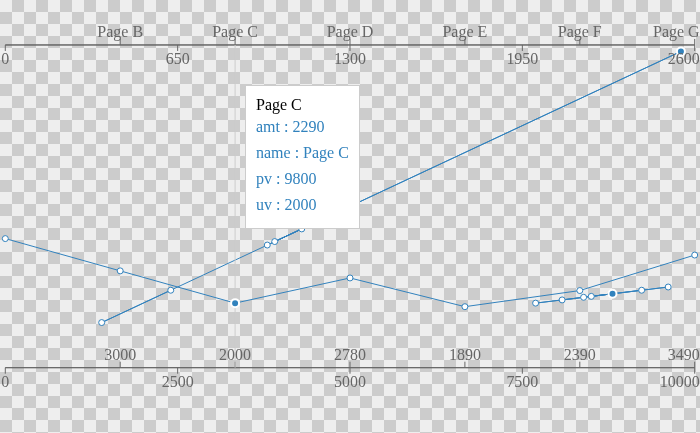 Page B Page C Page D Page E Page F Page G
0 650 1300 1950 2600
Page C
amt : 2290
name : Page C
pv : 9800
uv : 2000
3000 2000 2780 1890 2390 3490
0 2500 5000 7500 10000